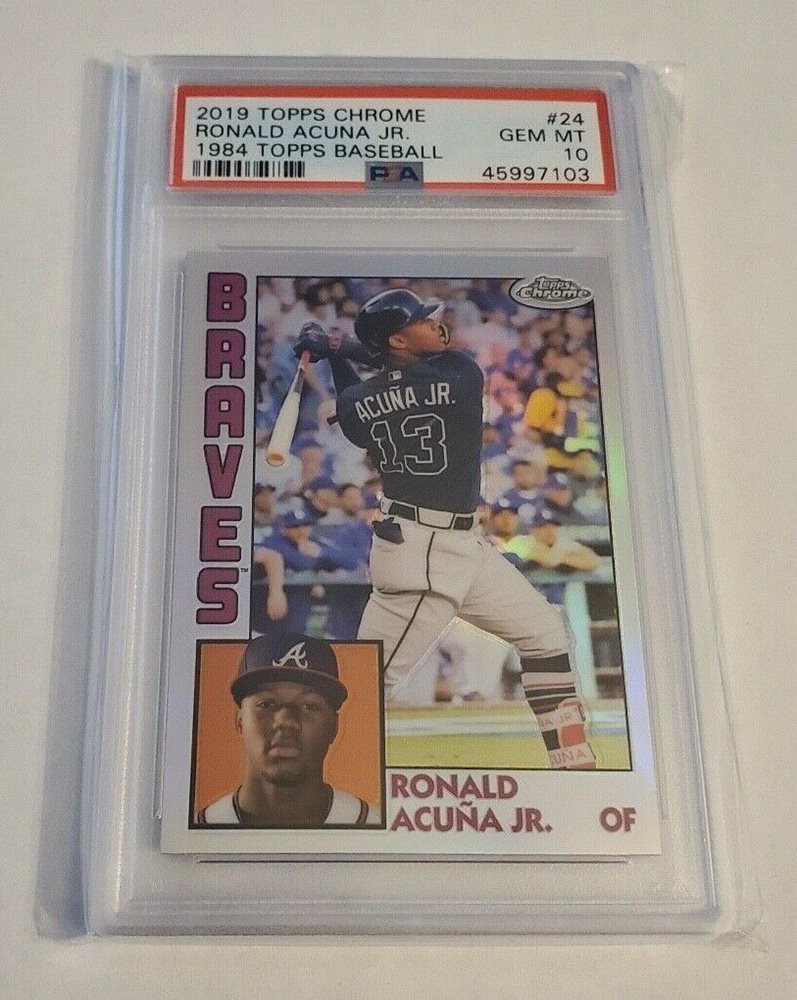 2019 TOPPS CHROME #24
RONALD ACUNA JR. GEM MT
1984 TOPPS BASEBALL 10
PSA 45997103
Topps
Chrome
BRAVES™
ACUÑA JR.
13
A
RONALD
ACUÑA JR. OF